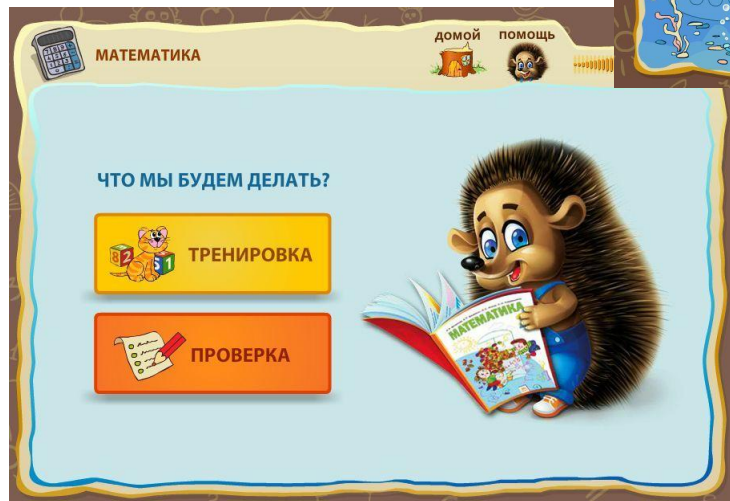 МАТЕМАТИКА
ДОМОЙ ПОМОЩЬ
ЧТО МЫ БУДЕМ ДЕЛАТЬ?
ТРЕНИРОВКА
ПРОВЕРКА
МАТЕМАТИКА